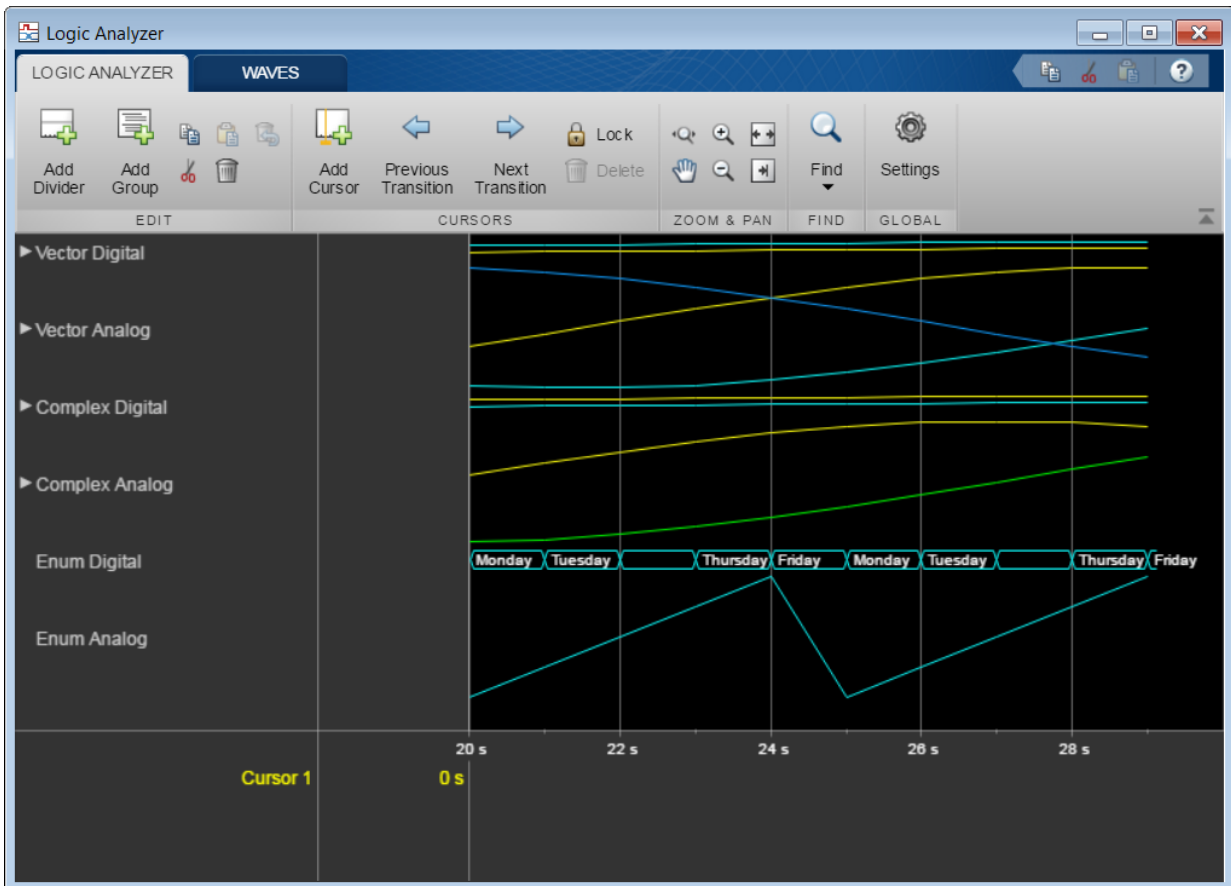 Logic Analyzer
LOGIC ANALYZER
WAVES
?
Add Divider
Add Group
Add Cursor
Previous Transition
Next Transition
Lock
Delete
Find
Settings
EDIT
CURSORS
ZOOM & PAN
FIND
GLOBAL
Vector Digital
Vector Analog
Complex Digital
Complex Analog
Enum Digital
Monday Tuesday Thursday Friday Monday Tuesday Thursday Friday
Enum Analog
20 s 22 s 24 s 26 s 28 s
Cursor 1 0 s